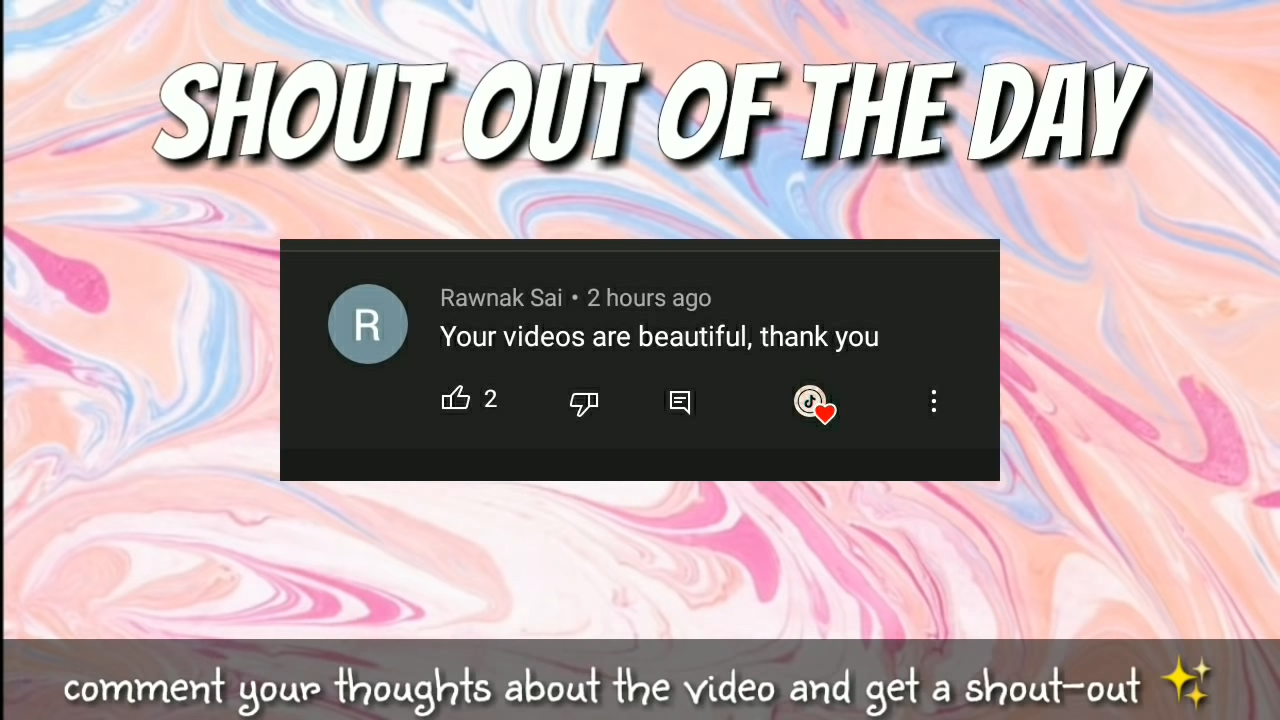 SHOUT OUT OF THE DAY
R
Rawnak Sai • 2 hours ago
Your videos are beautiful, thank you
2
comment your thoughts about the video and get a shout-out ✨